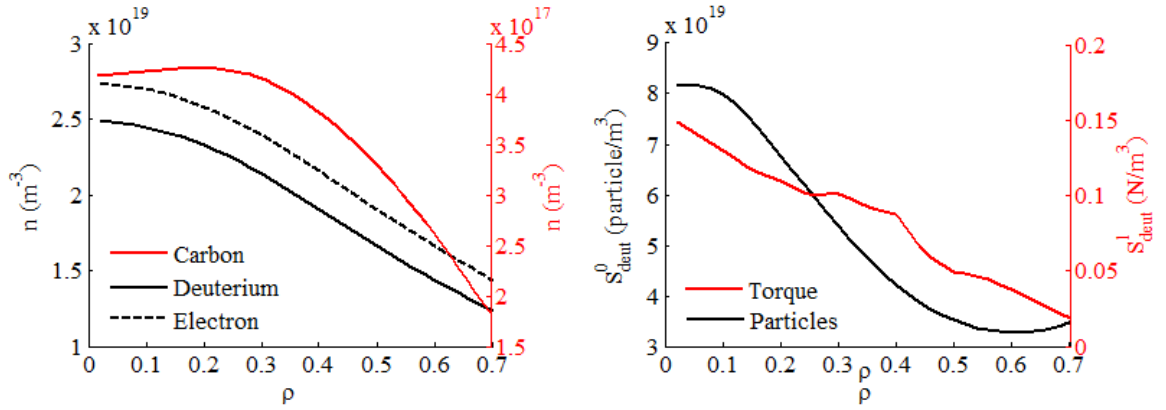 x 10^19
x 10^17
3
2.5
2
1.5
1
n (m^-3)
4.5
4
3.5
3
2.5
2
1.5
n (m^-3)
Carbon
Deuterium
Electron
0 0.1 0.2 0.3 0.4 0.5 0.6 0.7
ρ
x 10^19
9
8
7
6
5
4
3
S^0_deut (particle/m^3)
0.2
0.15
0.1
0.05
0
S^1_deut (N/m^3)
Torque
Particles
0 0.1 0.2 0.3 0.4 0.5 0.6 0.7
ρ
ρ